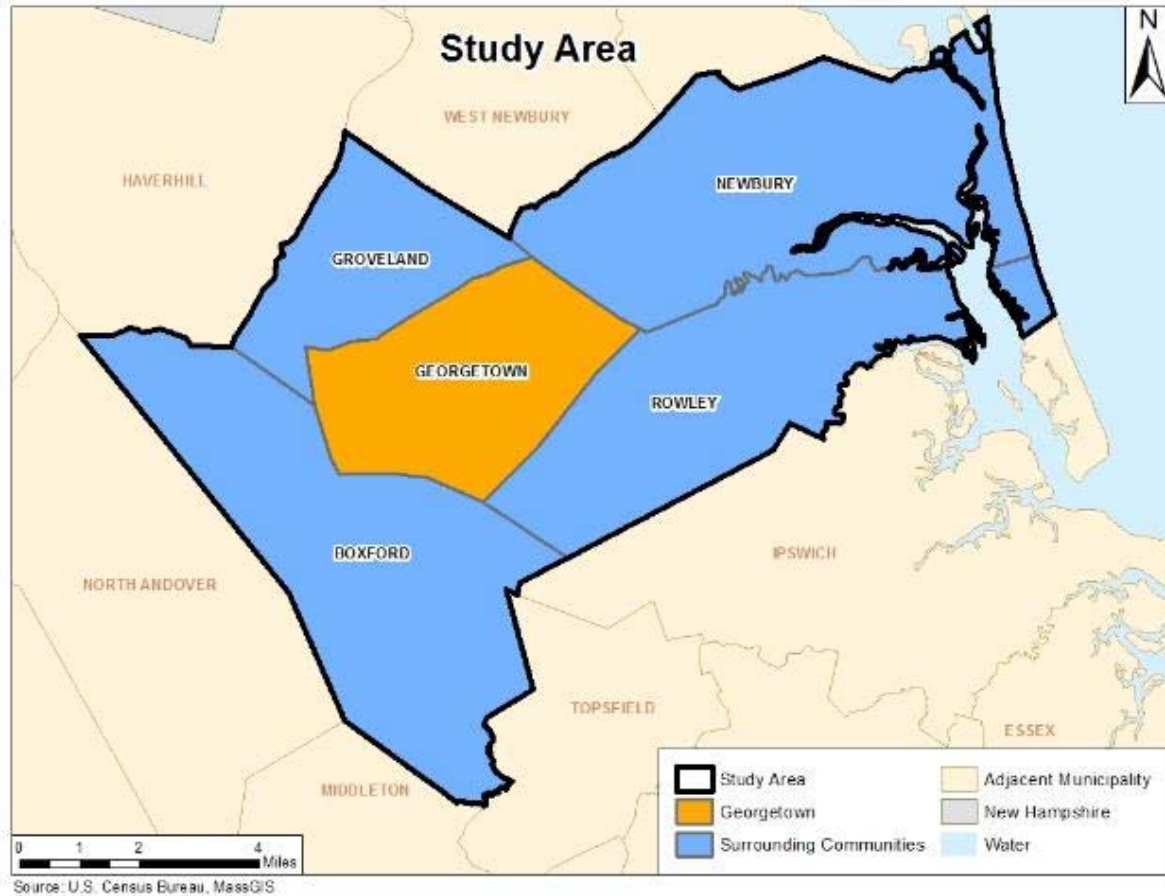 Study Area
N
WEST NEWBURY
HAVERHILL
NEWBURY
GROVELAND
GEORGETOWN
ROWLEY
BOXFORD
IPSWICH
NORTH ANDOVER
TOPSFIELD
ESSEX
MIDDLETON
Study Area
Georgetown
Surrounding Communities
Adjacent Municipality
New Hampshire
Water
0 1 2 4
Miles
Source: U.S. Census Bureau, MassGIS